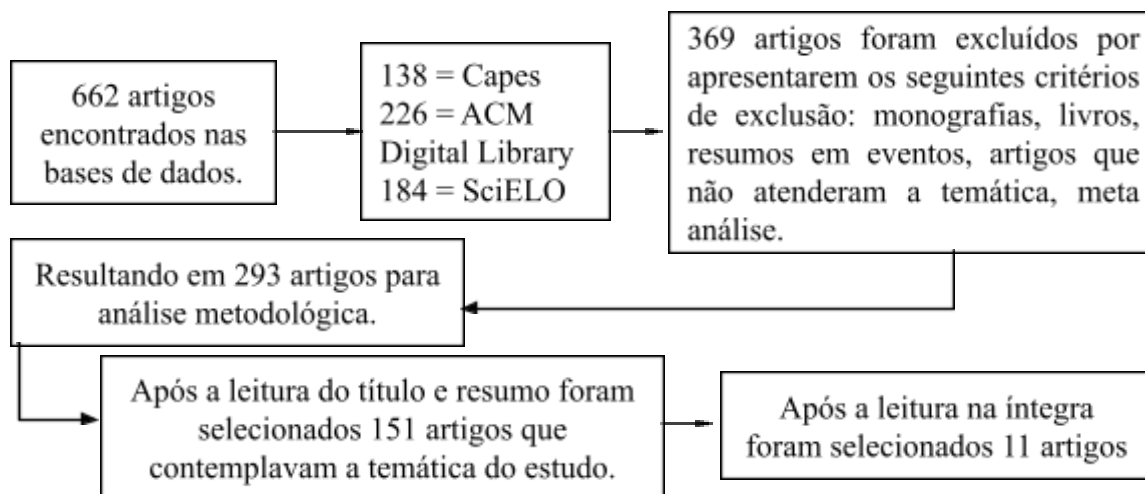 662 artigos
encontrados nas
bases de dados.
138 = Capes
226 = ACM
Digital Library
184 = SciELO
369 artigos foram excluídos por
apresentarem os seguintes critérios
de exclusão: monografias, livros,
resumos em eventos, artigos que
não atenderam a temática, meta
análise.
Resultando em 293 artigos para
análise metodológica.
Após a leitura do título e resumo foram
selecionados 151 artigos que
contemplavam a temática do estudo.
Após a leitura na íntegra
foram selecionados 11 artigos